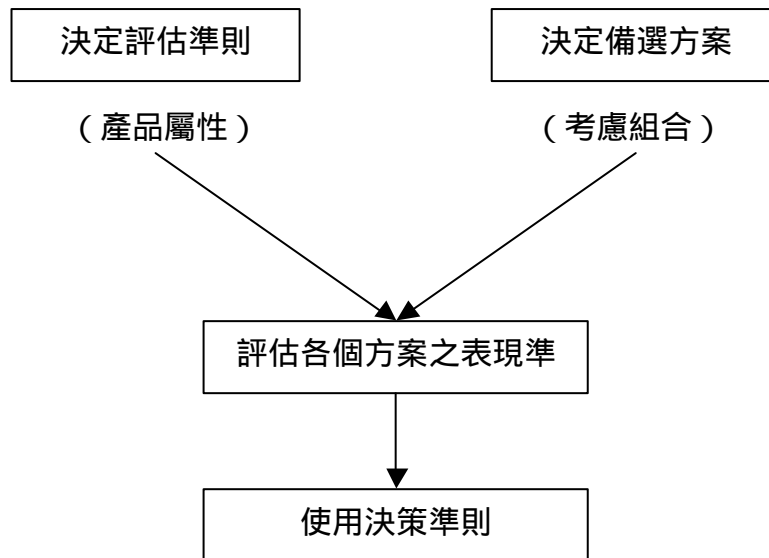 決定評估準則
決定備選方案
(產品屬性)
(考慮組合)
評估各個方案之表現準
使用決策準則